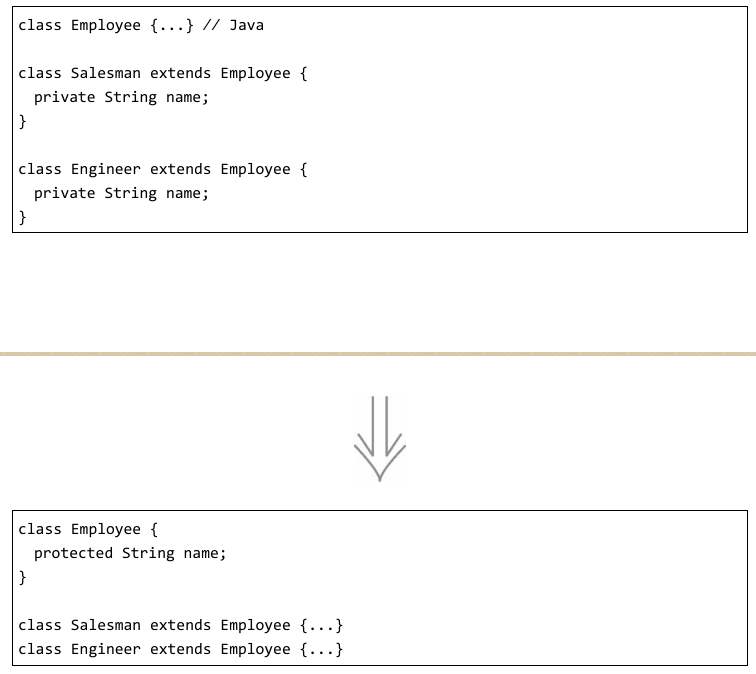 class Employee {...} // Java
class Salesman extends Employee {
  private String name;
}
class Engineer extends Employee {
  private String name;
}
class Employee {
  protected String name;
}
class Salesman extends Employee {...}
class Engineer extends Employee {...}